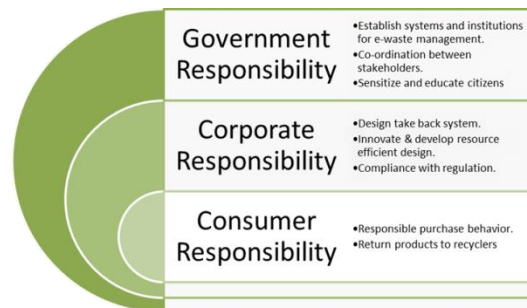 Government
Responsibility
•Establish systems and institutions
for e-waste management.
•Co-ordination between
stakeholders.
•Sensitize and educate citizens
Corporate
Responsibility
•Design take back system.
•Innovate & develop resource
efficient design.
•Compliance with regulation.
Consumer
Responsibility
•Responsible purchase behavior.
•Return products to recyclers